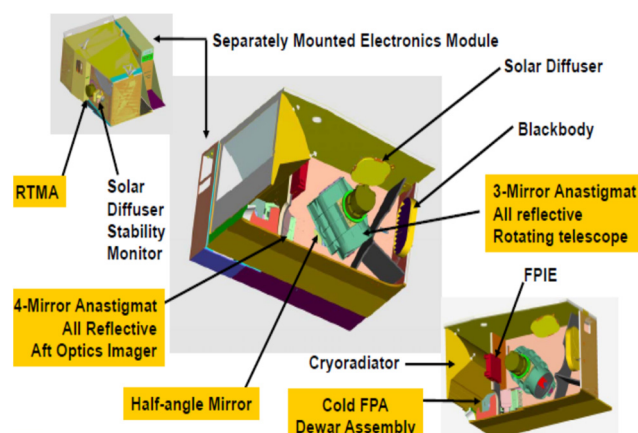 Separately Mounted Electronics Module
Solar Diffuser
Blackbody
RTMA
Solar
Diffuser
Stability
Monitor
3-Mirror Anastigmat
All reflective
Rotating telescope
4-Mirror Anastigmat
All Reflective
Aft Optics Imager
FPIE
Cryoradiator
Half-angle Mirror
Cold FPA
Dewar Assembly